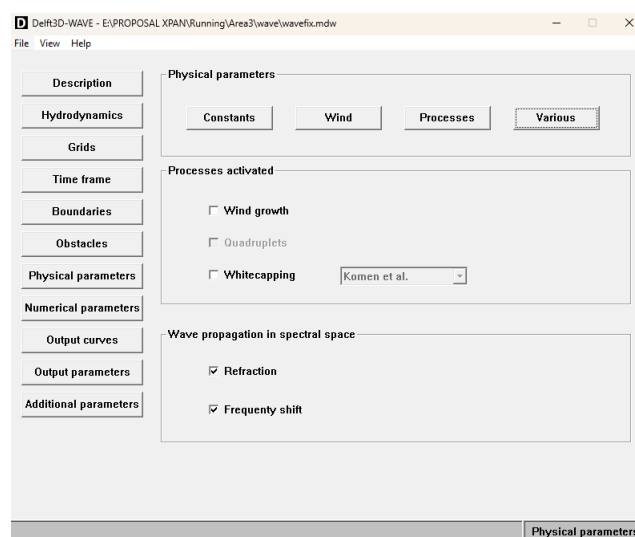 D Delft3D-WAVE - E:\PROPOSAL XPAN\Running\Area3\wave\wavefix.mdw
File View Help
Description
Hydrodynamics
Grids
Time frame
Boundaries
Obstacles
Physical parameters
Numerical parameters
Output curves
Output parameters
Additional parameters
Physical parameters
Constants Wind Processes Various
Processes activated
Wind growth
Quadruplets
Whitecapping Komen et al.
Wave propagation in spectral space
Refraction
Frequenty shift
Physical parameters